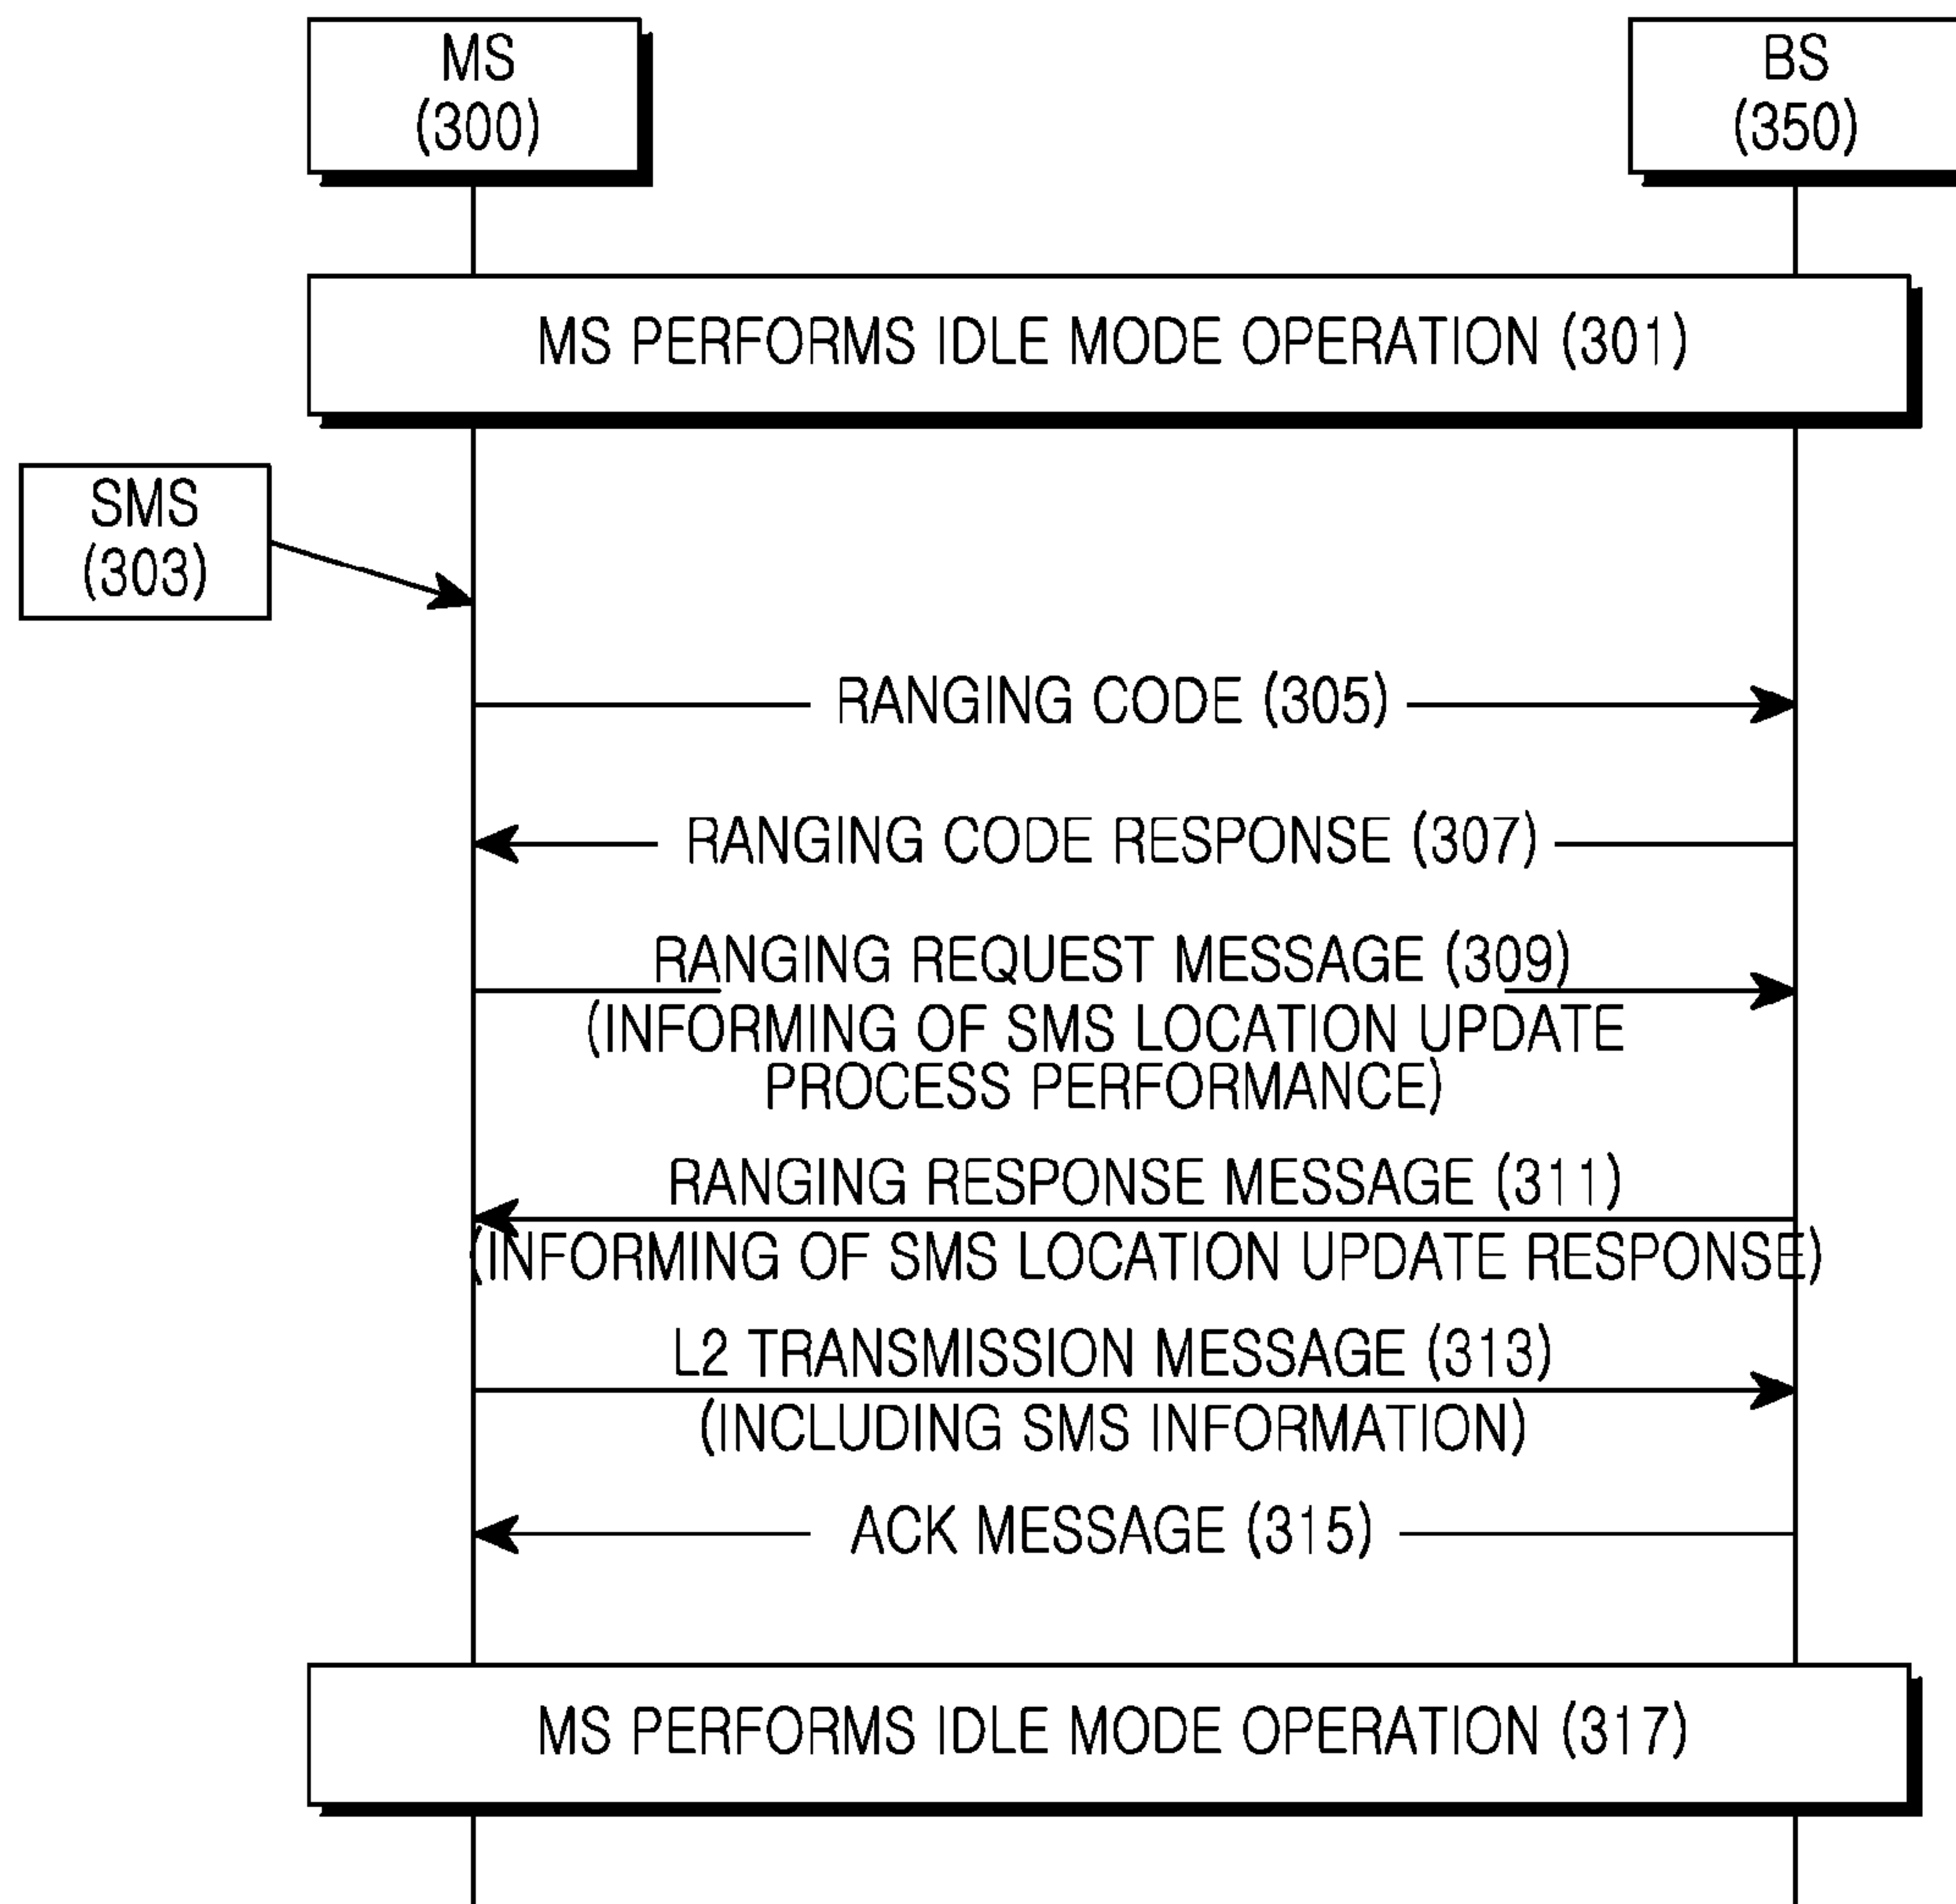 MS
(300)
BS
(350)
MS PERFORMS IDLE MODE OPERATION (301)
SMS
(303)
RANGING CODE (305)
RANGING CODE RESPONSE (307)
RANGING REQUEST MESSAGE (309)
(INFORMING OF SMS LOCATION UPDATE
PROCESS PERFORMANCE)
RANGING RESPONSE MESSAGE (311)
(INFORMING OF SMS LOCATION UPDATE RESPONSE)
L2 TRANSMISSION MESSAGE (313)
(INCLUDING SMS INFORMATION)
ACK MESSAGE (315)
MS PERFORMS IDLE MODE OPERATION (317)